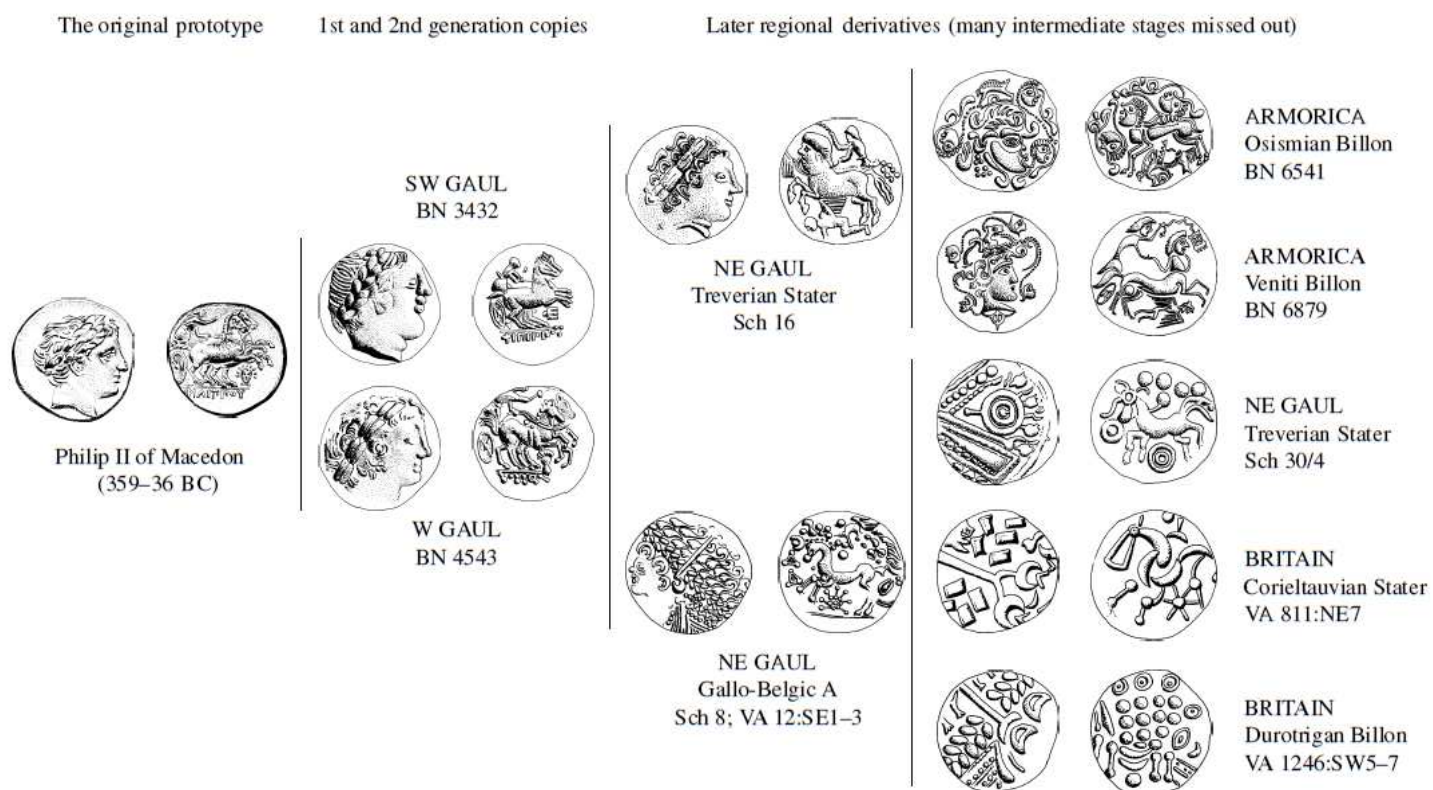 The original prototype
1st and 2nd generation copies
Later regional derivatives (many intermediate stages missed out)
Philip II of Macedon
(359–36 BC)
SW GAUL
BN 3432
W GAUL
BN 4543
NE GAUL
Treverian Stater
Sch 16
NE GAUL
Gallo-Belgic A
Sch 8; VA 12:SE1–3
ARMORICA
Osismian Billon
BN 6541
ARMORICA
Veniti Billon
BN 6879
NE GAUL
Treverian Stater
Sch 30/4
BRITAIN
Corieltauvian Stater
VA 811:NE7
BRITAIN
Durotrigan Billon
VA 1246:SW5–7